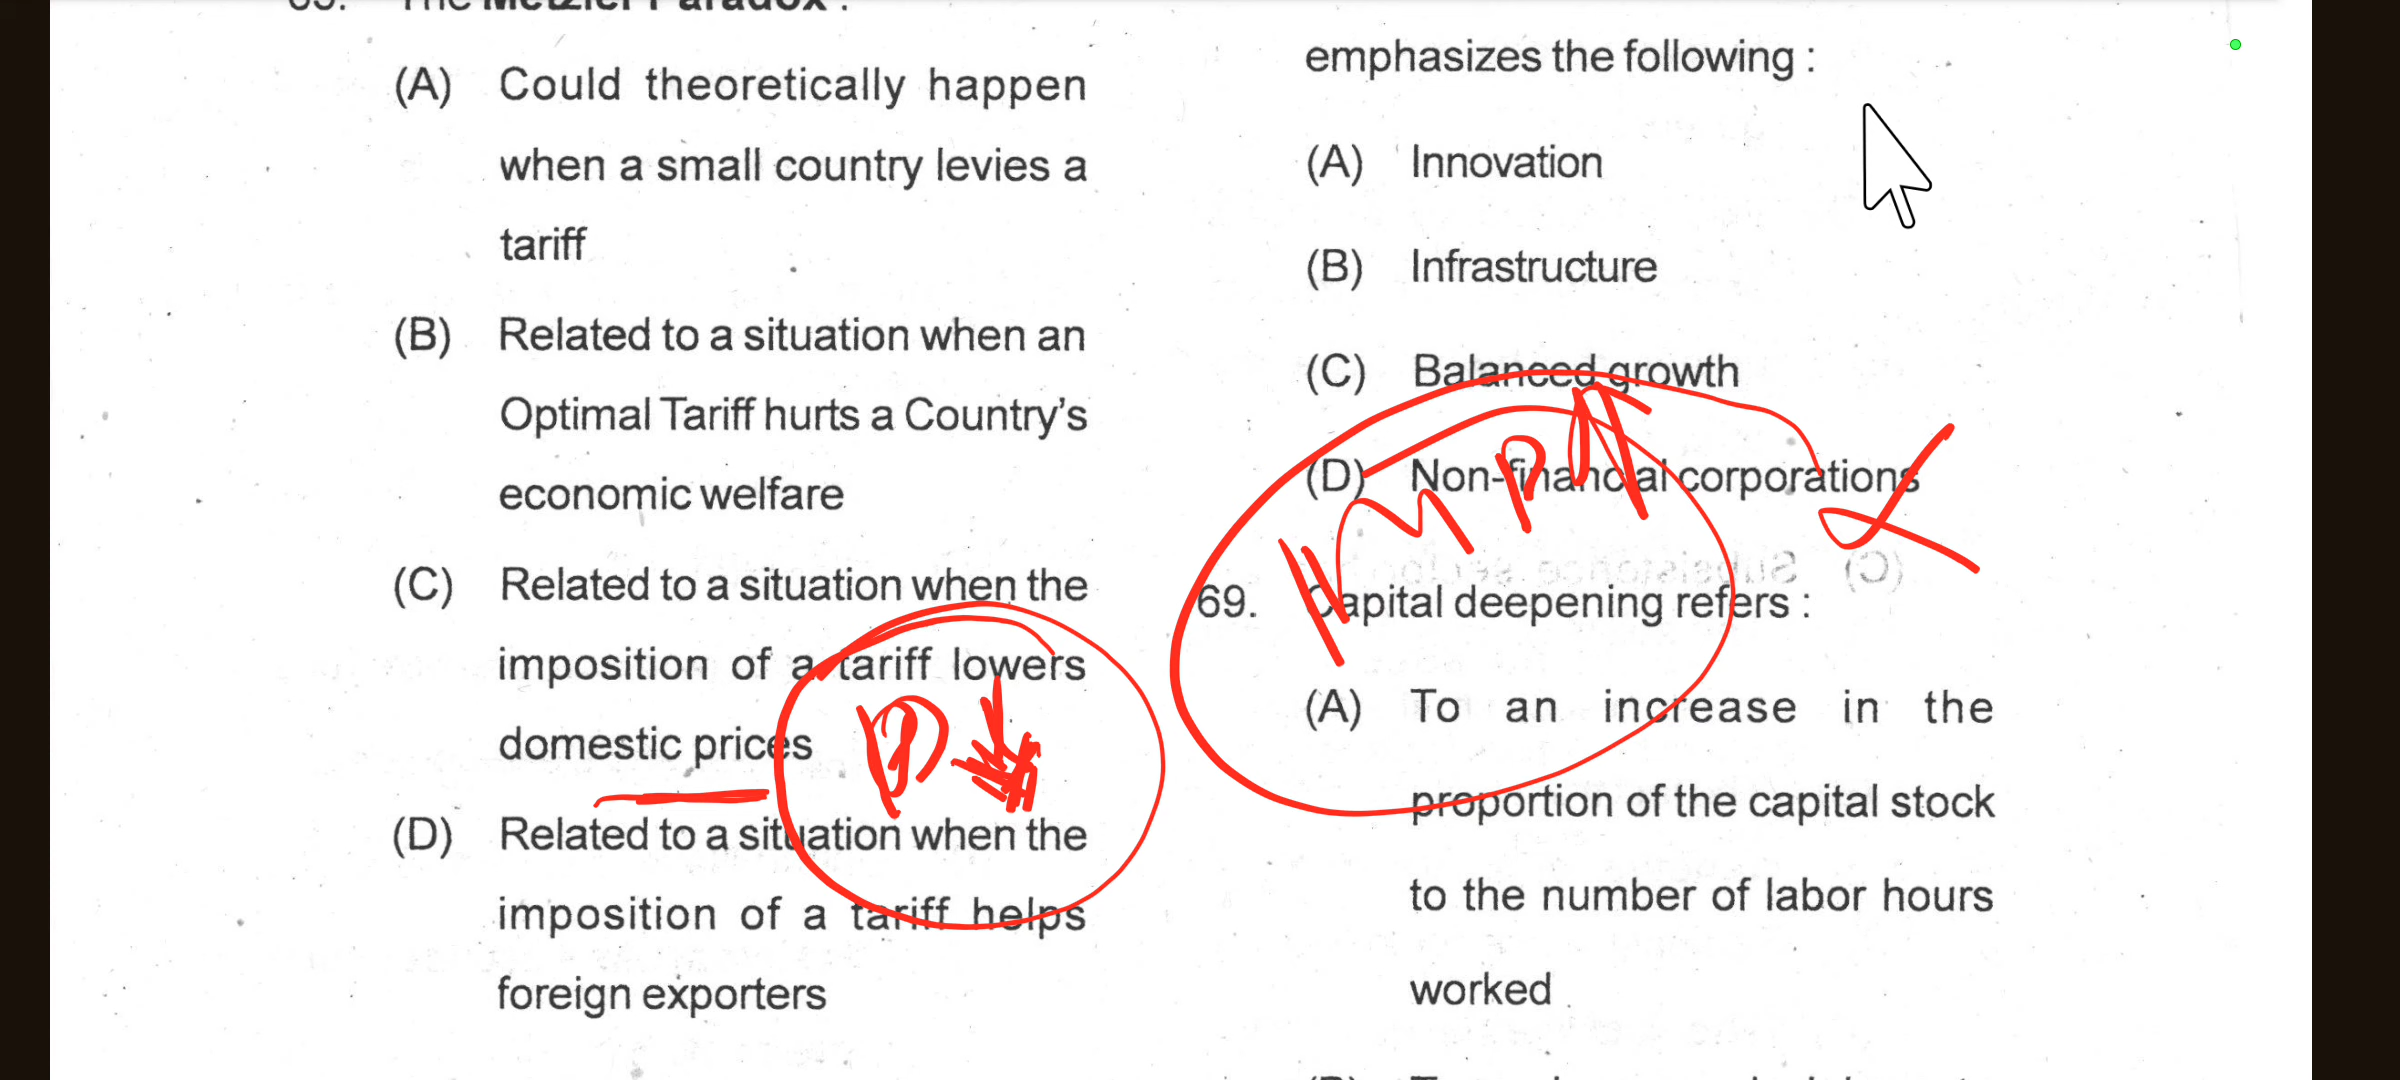 The Metzler Paradox :
(A) Could theoretically happen
when a small country levies a
tariff
(B) Related to a situation when an
Optimal Tariff hurts a Country's
economic welfare
(C) Related to a situation when the
imposition of a tariff lowers
domestic prices
(D) Related to a situation when the
imposition of a tariff helps
foreign exporters
emphasizes the following :
(A) Innovation
(B) Infrastructure
(C) Balanced growth
(D) Non-financial corporations
69. Capital deepening refers :
(A) To an increase in the
proportion of the capital stock
to the number of labor hours
worked